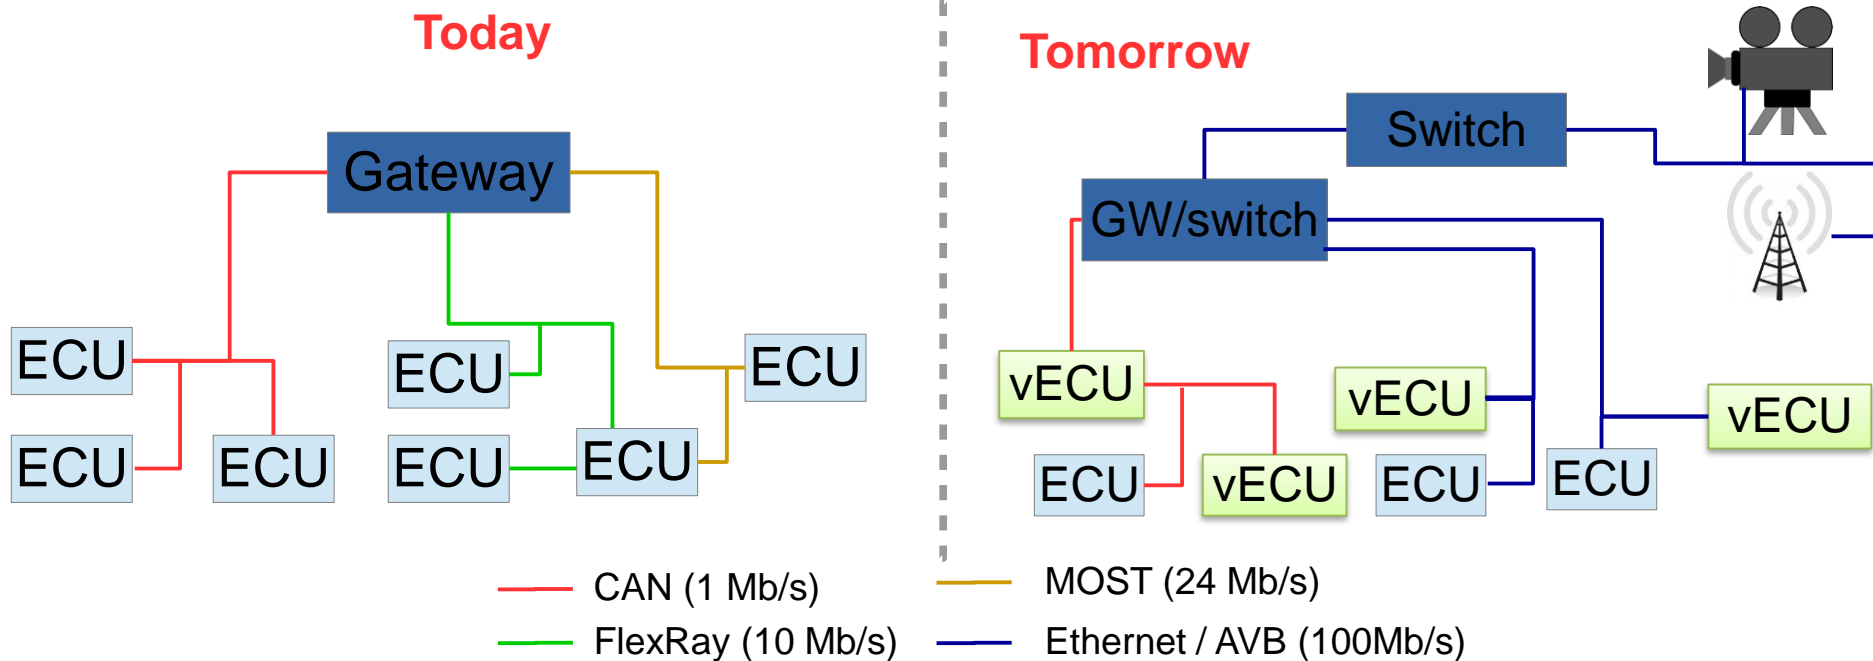 Today
Gateway
ECU
ECU
ECU
ECU
ECU
ECU
ECU
Tomorrow
Switch
GW/switch
vECU
vECU
vECU
ECU
vECU
ECU
ECU
CAN (1 Mb/s)
MOST (24 Mb/s)
FlexRay (10 Mb/s)
Ethernet / AVB (100Mb/s)